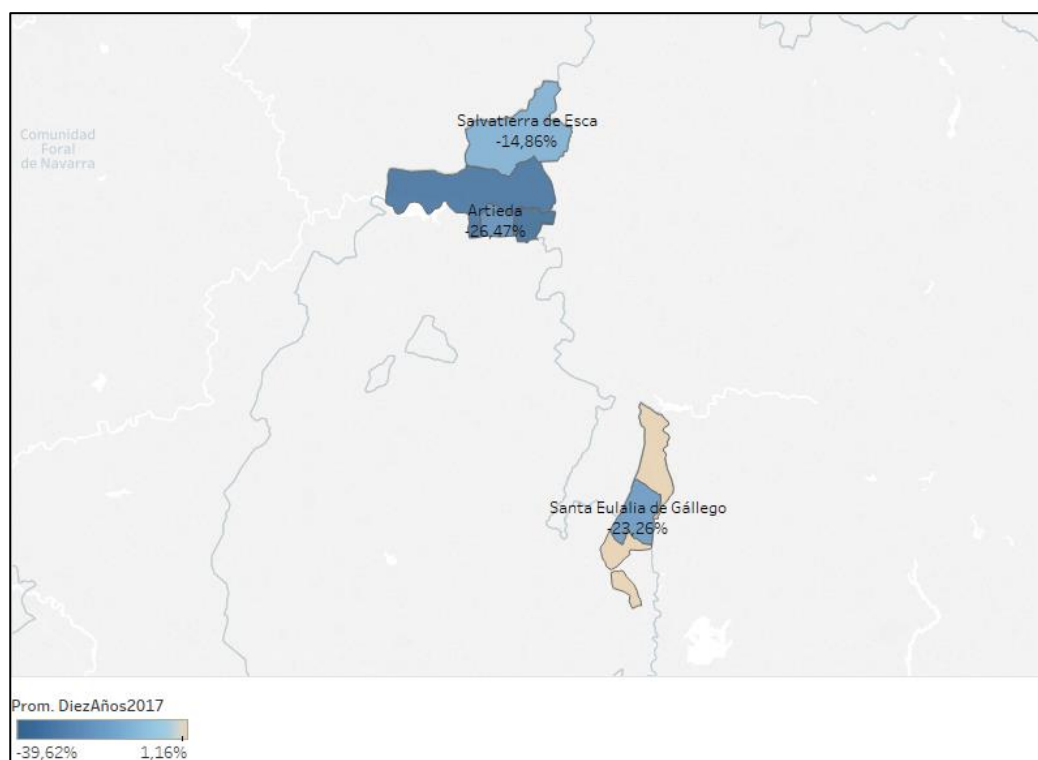 Comunidad
Foral
de Navarra
Salvatierra de Esca
-14,86%
Artieda
-26,47%
Santa Eulalia de Gállego
-23,26%
Prom. DiezAños2017
-39,62% 1,16%